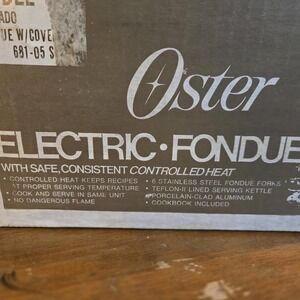 ADO
UE W/COVE
681-05 S
Oster
ELECTRIC•FONDUE
WITH SAFE, CONSISTENT CONTROLLED HEAT
• CONTROLLED HEAT KEEPS RECIPES
AT PROPER SERVING TEMPERATURE
• COOK AND SERVE IN SAME UNIT
• NO DANGEROUS FLAME
• 6 STAINLESS STEEL FONDUE FORKS
• TEFLON-II LINED SERVING KETTLE
• PORCELAIN-CLAD ALUMINUM
• COOKBOOK INCLUDED